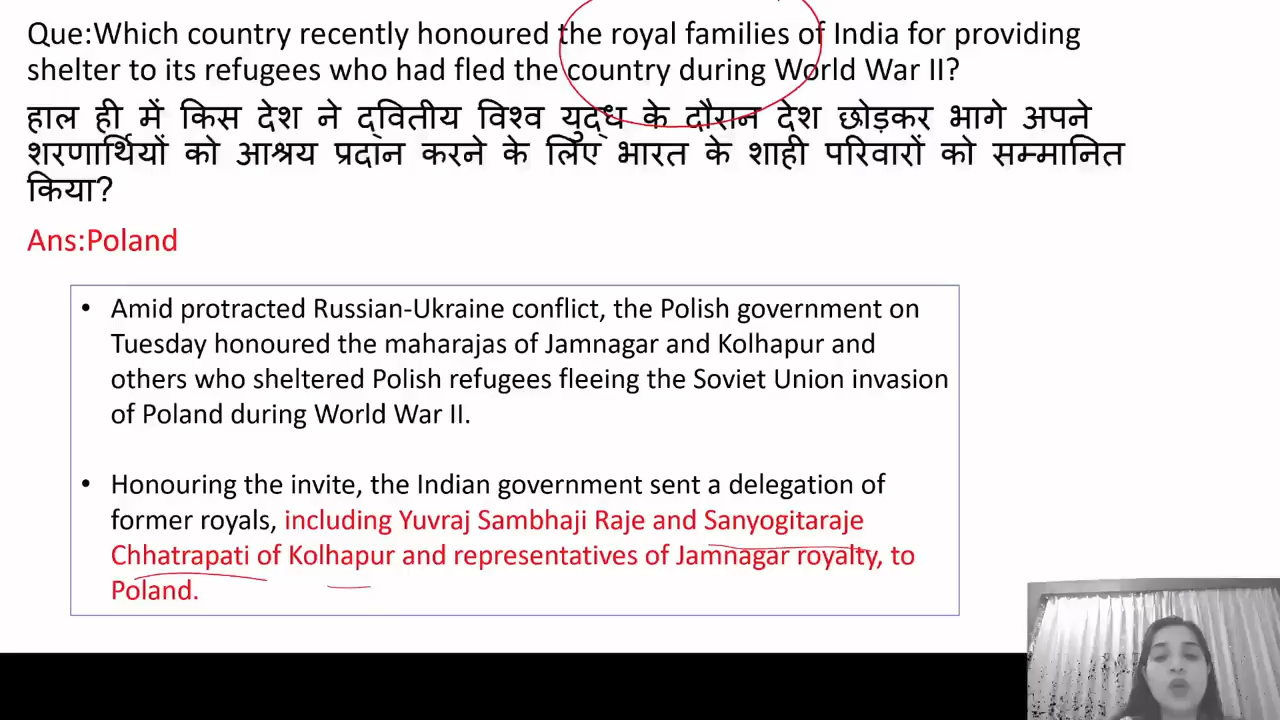 Que:Which country recently honoured the royal families of India for providing
shelter to its refugees who had fled the country during World War II?
हाल ही में किस देश ने द्वितीय विश्व युद्ध के दौरान देश छोड़कर भागे अपने
शरणार्थियों को आश्रय प्रदान करने के लिए भारत के शाही परिवारों को सम्मानित
किया?
Ans:Poland
• Amid protracted Russian-Ukraine conflict, the Polish government on
Tuesday honoured the maharajas of Jamnagar and Kolhapur and
others who sheltered Polish refugees fleeing the Soviet Union invasion
of Poland during World War II.
• Honouring the invite, the Indian government sent a delegation of
former royals, including Yuvraj Sambhaji Raje and Sanyogitaraje
Chhatrapati of Kolhapur and representatives of Jamnagar royalty, to
Poland.